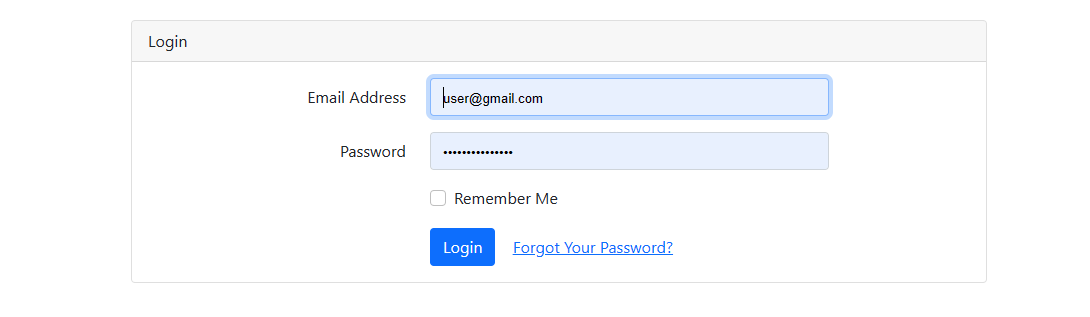 Login
Email Address user@gmail.com
Password •••••••••••••••
Remember Me
Login Forgot Your Password?